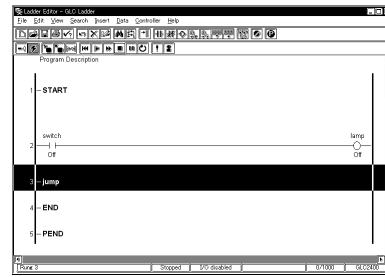 Ladder Editor - GLC Ladder
File Edit View Search Insert Data Controller Help
Program Description
1 START
switch lamp
2
Off Off
3 jump
4 END
5 PEND
Rung: 3 Stopped I/O disabled 0/1000 GLC2400